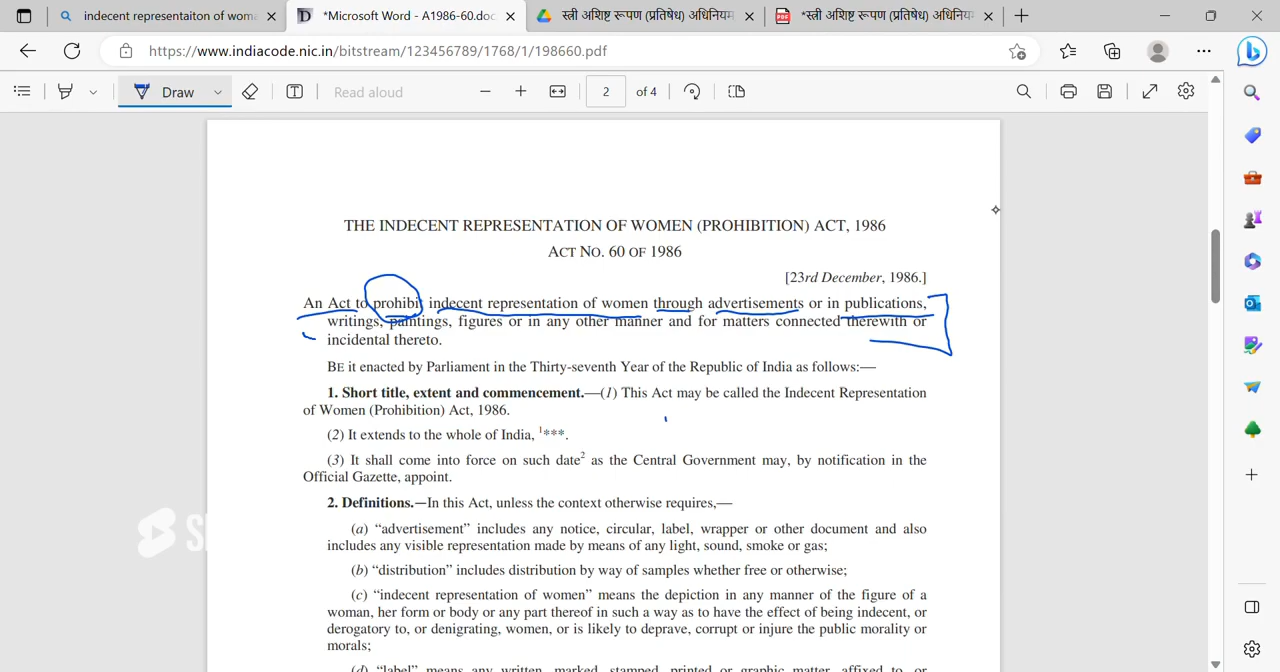 indecent representaiton of wom
*Microsoft Word - A1986-60.doc
स्त्री अशिष्ट रूपण (प्रतिषेध) अधिनियम
*स्त्री अशिष्ट रूपण (प्रतिषेध) अधिनिय
https://www.indiacode.nic.in/bitstream/123456789/1768/1/198660.pdf
Draw
Read aloud
2
of 4
THE INDECENT REPRESENTATION OF WOMEN (PROHIBITION) ACT, 1986
ACT NO. 60 OF 1986
[23rd December, 1986.]
An Act to prohibit indecent representation of women through advertisements or in publications,
writings, paintings, figures or in any other manner and for matters connected therewith or
incidental thereto.
BE it enacted by Parliament in the Thirty-seventh Year of the Republic of India as follows:—
1. Short title, extent and commencement.—(1) This Act may be called the Indecent Representation
of Women (Prohibition) Act, 1986.
(2) It extends to the whole of India, 1***.
(3) It shall come into force on such date2 as the Central Government may, by notification in the
Official Gazette, appoint.
2. Definitions.—In this Act, unless the context otherwise requires,—
(a) “advertisement” includes any notice, circular, label, wrapper or other document and also
includes any visible representation made by means of any light, sound, smoke or gas;
(b) “distribution” includes distribution by way of samples whether free or otherwise;
(c) “indecent representation of women” means the depiction in any manner of the figure of a
woman, her form or body or any part thereof in such a way as to have the effect of being indecent, or
derogatory to, or denigrating, women, or is likely to deprave, corrupt or injure the public morality or
morals;
(d) “label” means any written, marked, stamped, printed or graphic matter, affixed to, or